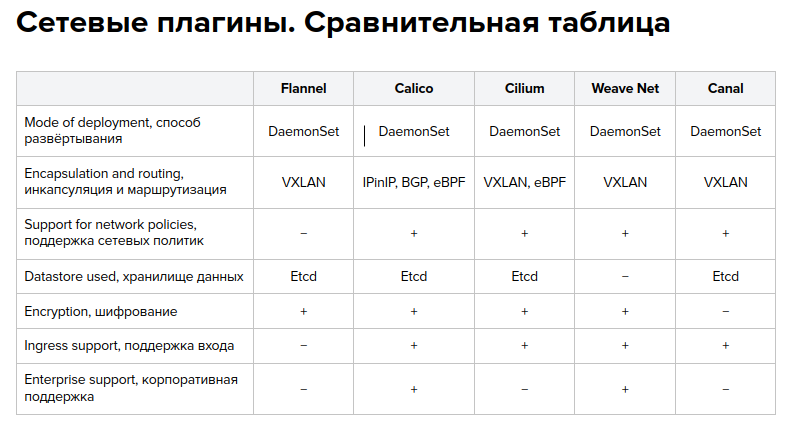 Сетевые плагины. Сравнительная таблица
Flannel Calico Cilium Weave Net Canal
Mode of deployment, способ
развёртывания
DaemonSet DaemonSet DaemonSet DaemonSet DaemonSet
Encapsulation and routing,
инкапсуляция и маршрутизация
VXLAN IPinIP, BGP, eBPF VXLAN, eBPF VXLAN VXLAN
Support for network policies,
поддержка сетевых политик
– + + + +
Datastore used, хранилище данных Etcd Etcd Etcd – Etcd
Encryption, шифрование + + + + –
Ingress support, поддержка входа – + + + +
Enterprise support, корпоративная
поддержка
– + – + –